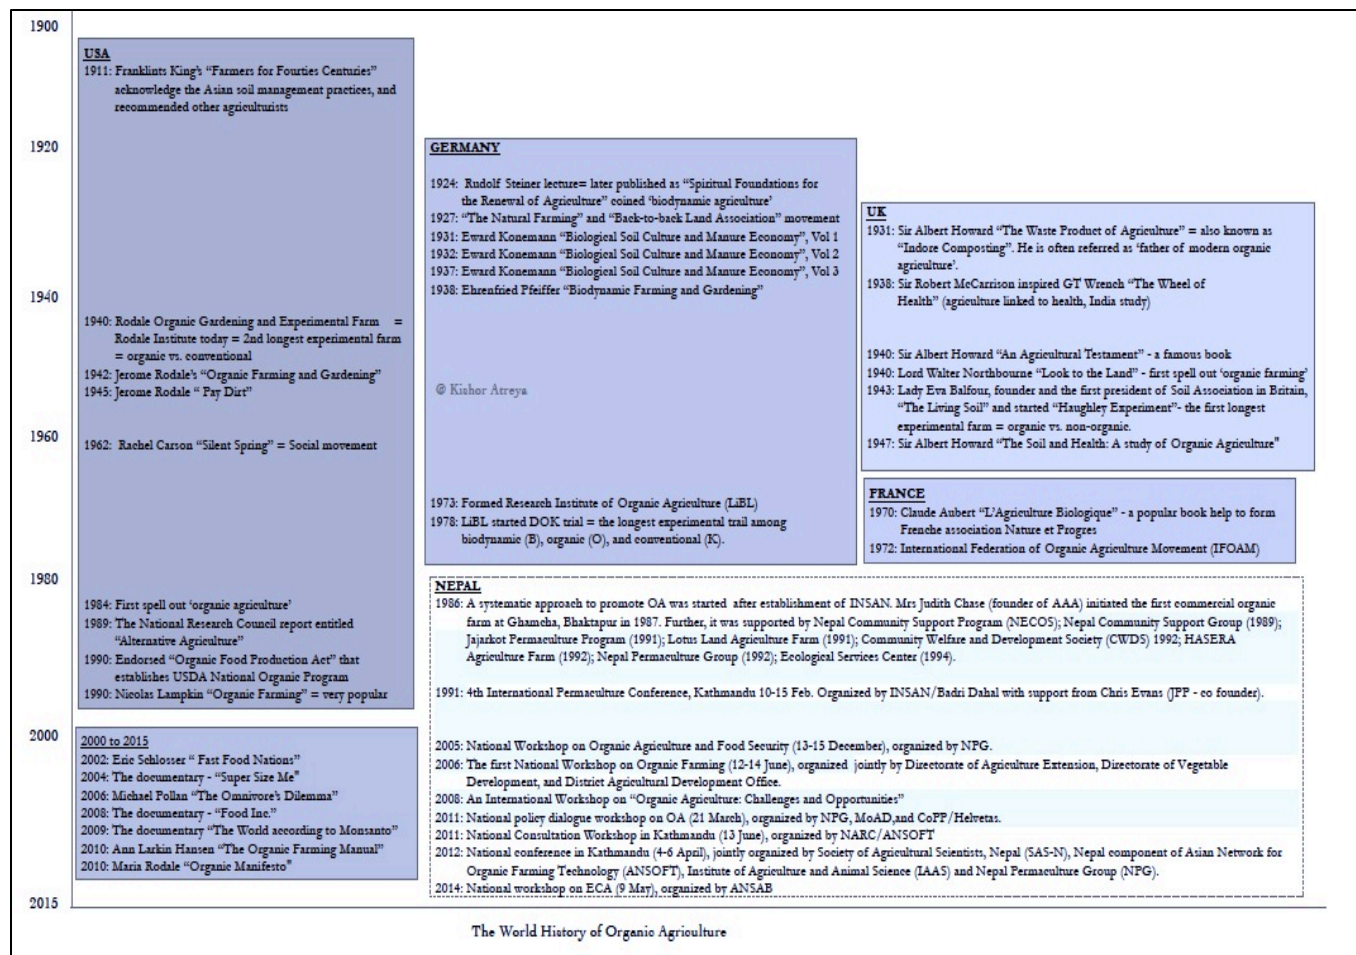 1900
1920
1940
1960
1980
2000
2015
USA
1911: Franklints King's “Farmers for Fourties Centuries”
acknowledge the Asian soil management practices, and
recommended other agriculturists
1940: Rodale Organic Gardening and Experimental Farm =
Rodale Institute today = 2nd longest experimental farm
= organic vs. conventional
1942: Jerome Rodale's “Organic Farming and Gardening”
1945: Jerome Rodale “ Pay Dirt”
1962: Rachel Carson “Silent Spring” = Social movement
1984: First spell out ‘organic agriculture’
1989: The National Research Council report entitled
“Alternative Agriculture”
1990: Endorsed “Organic Food Production Act” that
establishes USDA National Organic Program
1990: Nicolas Lampkin “Organic Farming” = very popular
2000 to 2015
2002: Eric Schlosser “ Fast Food Nations”
2004: The documentary - “Super Size Me"
2006: Michael Pollan “The Omnivore's Dilemma”
2008: The documentary - “Food Inc.”
2009: The documentary “The World according to Monsanto”
2010: Ann Larkin Hansen “The Organic Farming Manual”
2010: Maria Rodale “Organic Manifesto"
GERMANY
1924: Rudolf Steiner lecture= later published as “Spiritual Foundations for
the Renewal of Agriculture” coined ‘biodynamic agriculture’
1927: “The Natural Farming” and “Back-to-back Land Association” movement
1931: Eward Konemann “Biological Soil Culture and Manure Economy”, Vol 1
1932: Eward Konemann “Biological Soil Culture and Manure Economy”, Vol 2
1937: Eward Konemann “Biological Soil Culture and Manure Economy”, Vol 3
1938: Ehrenfried Pfeiffer “Biodynamic Farming and Gardening”
@ Kishor Atreya
1973: Formed Research Institute of Organic Agriculture (LiBL)
1978: LiBL started DOK trial = the longest experimental trail among
biodynamic (B), organic (O), and conventional (K).
UK
1931: Sir Albert Howard “The Waste Product of Agriculture” = also known as
“Indore Composting”. He is often referred as ‘father of modern organic
agriculture’.
1938: Sir Robert McCarrison inspired GT Wrench “The Wheel of
Health” (agriculture linked to health, India study)
1940: Sir Albert Howard “An Agricultural Testament” - a famous book
1940: Lord Walter Northbourne “Look to the Land” - first spell out ‘organic farming’
1943: Lady Eva Balfour, founder and the first president of Soil Association in Britain,
“The Living Soil” and started “Haughley Experiment”- the first longest
experimental farm = organic vs. non-organic.
1947: Sir Albert Howard “The Soil and Health: A study of Organic Agriculture"
FRANCE
1970: Claude Aubert “L'Agriculture Biologique” - a popular book help to form
Frenche association Nature et Progres
1972: International Federation of Organic Agriculture Movement (IFOAM)
NEPAL
1986: A systematic approach to promote OA was started after establishment of INSAN. Mrs Judith Chase (founder of AAA) initiated the first commercial organic
farm at Ghamcha, Bhaktapur in 1987. Further, it was supported by Nepal Community Support Program (NECOS); Nepal Community Support Group (1989);
Jajarkot Permaculture Program (1991); Lotus Land Agriculture Farm (1991); Community Welfare and Development Society (CWDS) 1992; HASERA
Agriculture Farm (1992); Nepal Permaculture Group (1992); Ecological Services Center (1994).
1991: 4th International Permaculture Conference, Kathmandu 10-15 Feb. Organized by INSAN/Badri Dahal with support from Chris Evans (JPP - co founder).
2005: National Workshop on Organic Agriculture and Food Security (13-15 December), organized by NPG.
2006: The first National Workshop on Organic Farming (12-14 June), organized jointly by Directorate of Agriculture Extension, Directorate of Vegetable
Development, and District Agricultural Development Office.
2008: An International Workshop on “Organic Agriculture: Challenges and Opportunities”
2011: National policy dialogue workshop on OA (21 March), organized by NPG, MoAD,and CoPP/Helvetas.
2011: National Consultation Workshop in Kathmandu (13 June), organized by NARC/ANSOFT
2012: National conference in Kathmandu (4-6 April), jointly organized by Society of Agricultural Scientists, Nepal (SAS-N), Nepal component of Asian Network for
Organic Farming Technology (ANSOFT), Institute of Agriculture and Animal Science (IAAS) and Nepal Permaculture Group (NPG).
2014: National workshop on ECA (9 May), organized by ANSAB
The World History of Organic Agriculture